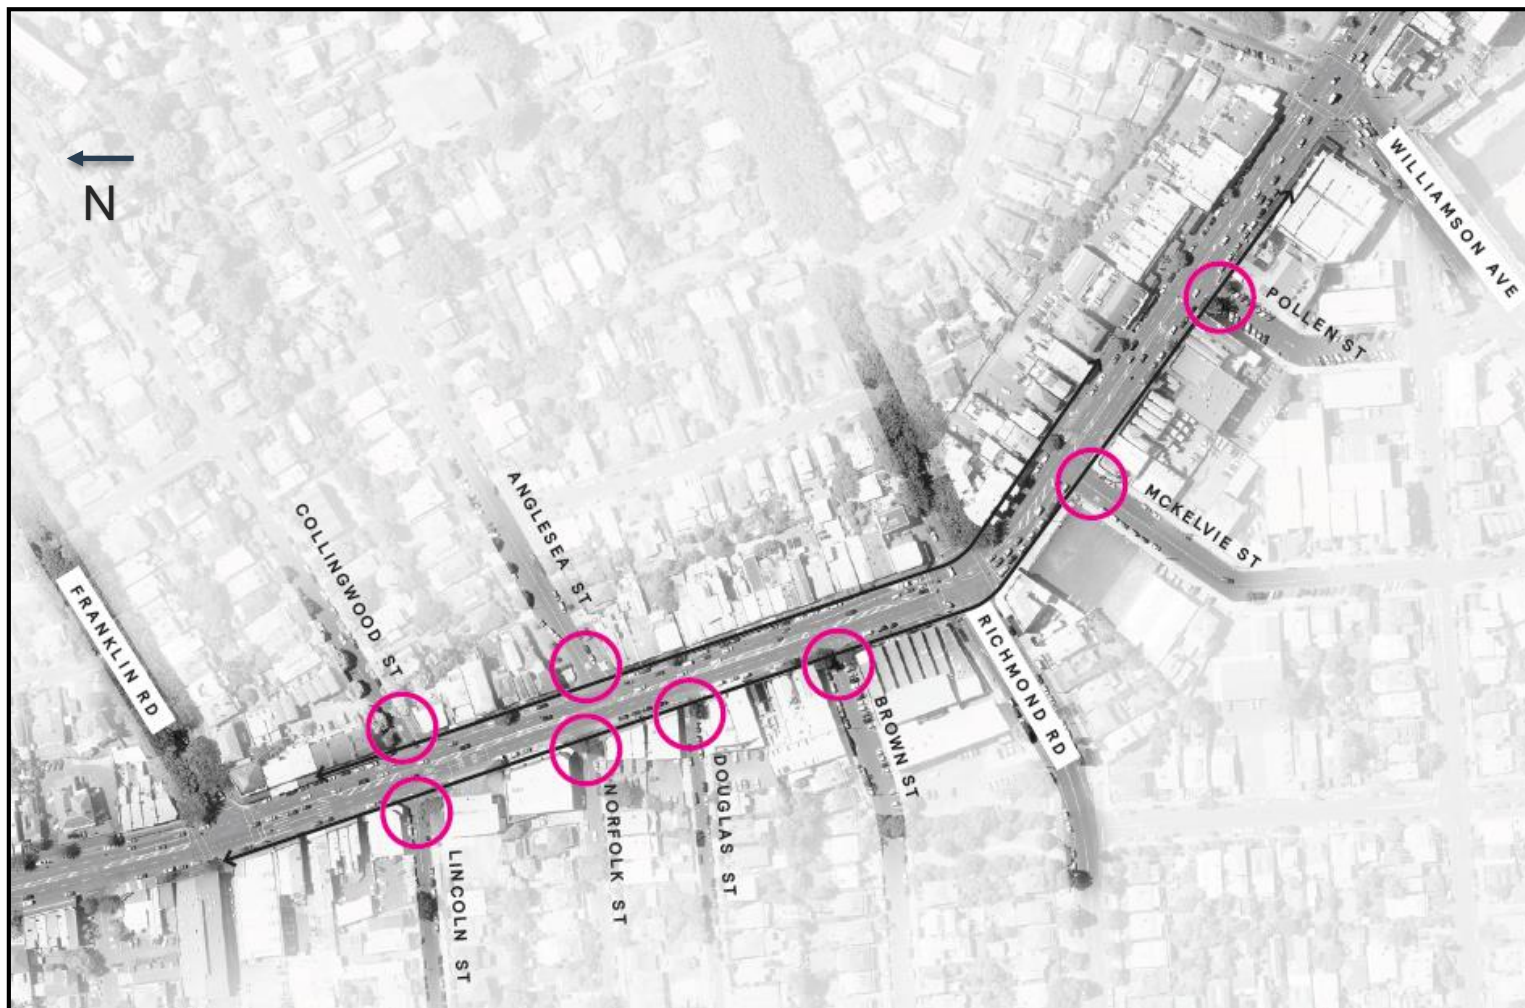 N
WILLIAMSON AVE
POLLEN ST
MCKELVIE ST
ANGLESEA ST
COLLINGWOOD ST
FRANKLIN RD
RICHMOND RD
BROWN ST
DOUGLAS ST
NORFOLK ST
LINCOLN ST